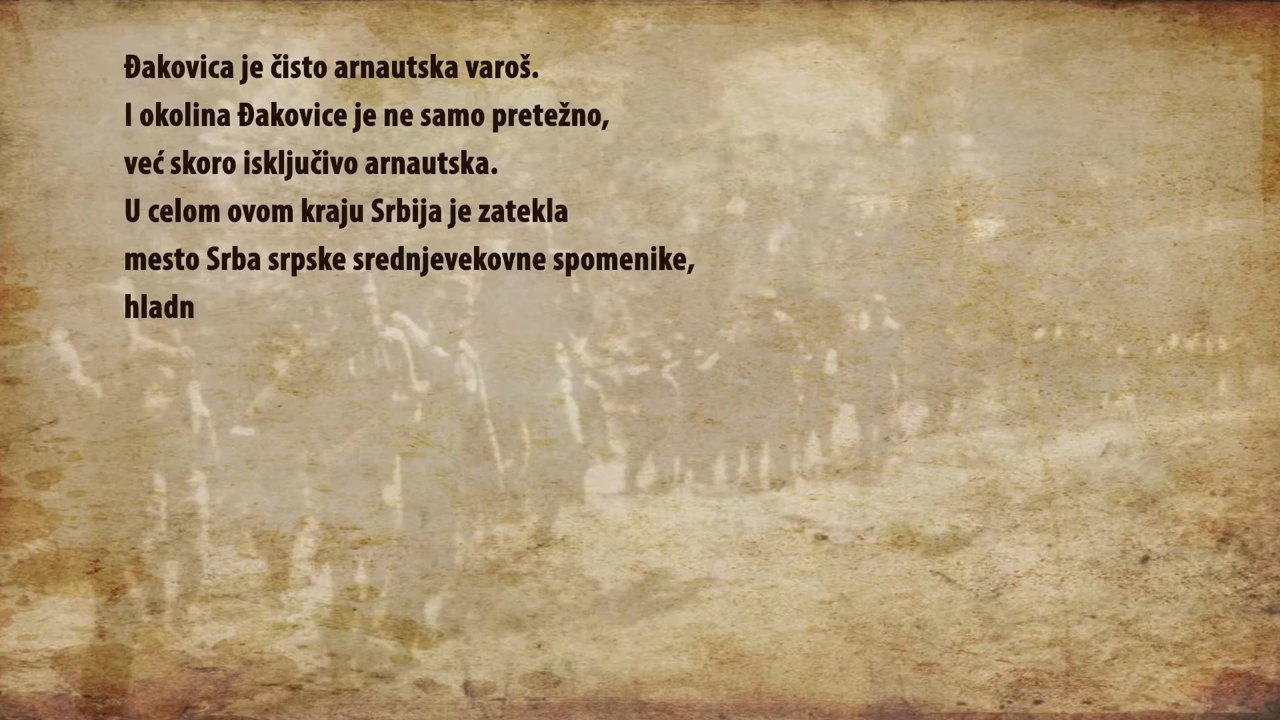 Đakovica je čisto arnautska varoš.
I okolina Đakovice je ne samo pretežno,
već skoro isključivo arnautska.
U celom ovom kraju Srbija je zatekla
mesto Srba srpske srednjevekovne spomenike,
hladn